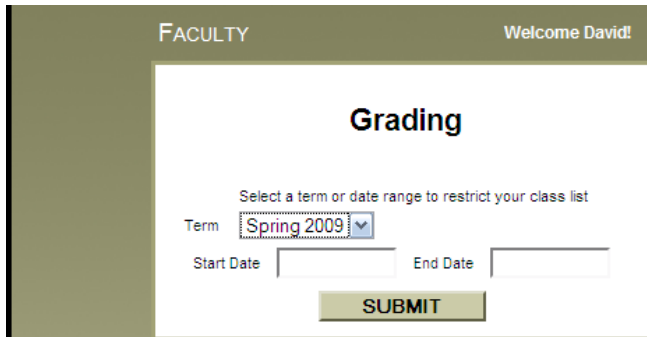 FACULTY Welcome David!
Grading
Select a term or date range to restrict your class list
Term Spring 2009
Start Date End Date
SUBMIT